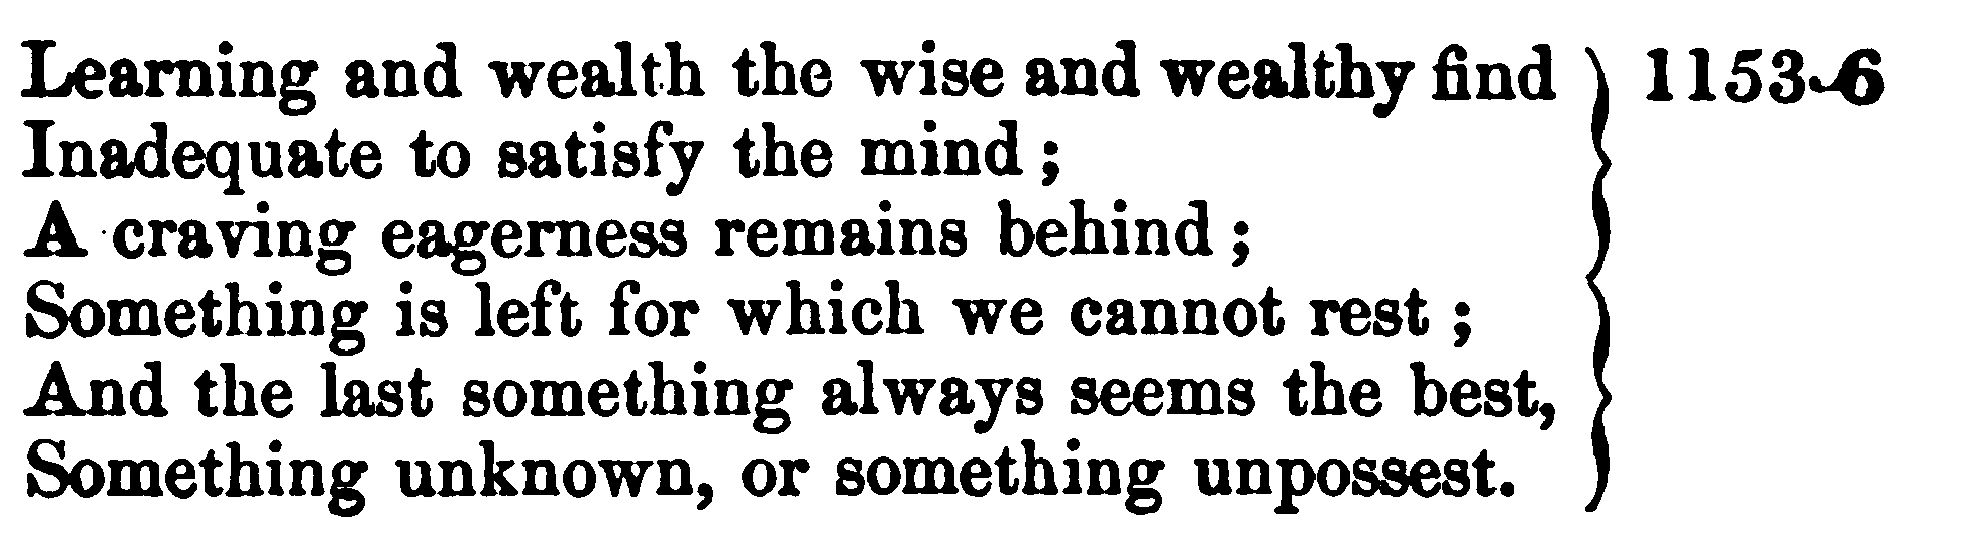 Learning and wealth the wise and wealthy find } 1153-6
Inadequate to satisfy the mind ;
A craving eagerness remains behind ;
Something is left for which we cannot rest ;
And the last something always seems the best,
Something unknown, or something unpossest.